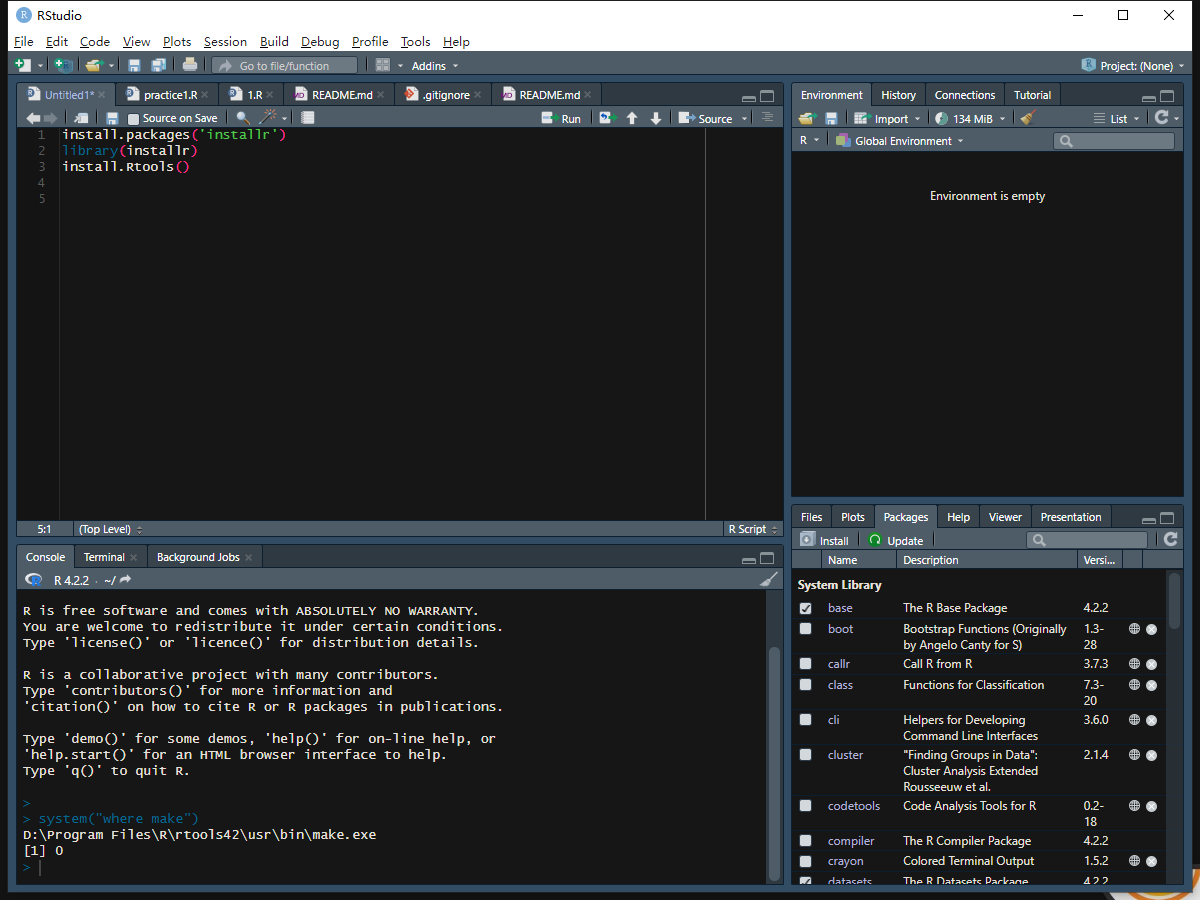 RStudio
File Edit Code View Plots Session Build Debug Profile Tools Help
Go to file/function Addins Project: (None)
Untitled1* practice1.R 1.R README.md .gitignore README.md
Source on Save Run Source
1 install.packages('installr')
2 library(installr)
3 install.Rtools()
4
5
5:1 (Top Level) R Script
Console Terminal Background Jobs
R 4.2.2 · ~/
R is free software and comes with ABSOLUTELY NO WARRANTY.
You are welcome to redistribute it under certain conditions.
Type 'license()' or 'licence()' for distribution details.
R is a collaborative project with many contributors.
Type 'contributors()' for more information and
'citation()' on how to cite R or R packages in publications.
Type 'demo()' for some demos, 'help()' for on-line help, or
'help.start()' for an HTML browser interface to help.
Type 'q()' to quit R.
>
> system("where make")
D:\Program Files\R\rtools42\usr\bin\make.exe
[1] 0
>
Environment History Connections Tutorial
Import 134 MiB List
R Global Environment
Environment is empty
Files Plots Packages Help Viewer Presentation
Install Update
Name Description Versi...
System Library
base The R Base Package 4.2.2
boot Bootstrap Functions (Originally 1.3-
by Angelo Canty for S) 28
callr Call R from R 3.7.3
class Functions for Classification 7.3-
20
cli Helpers for Developing 3.6.0
Command Line Interfaces
cluster "Finding Groups in Data": 2.1.4
Cluster Analysis Extended
Rousseeuw et al.
codetools Code Analysis Tools for R 0.2-
18
compiler The R Compiler Package 4.2.2
crayon Colored Terminal Output 1.5.2
datasets The R Datasets Package 4.2.2